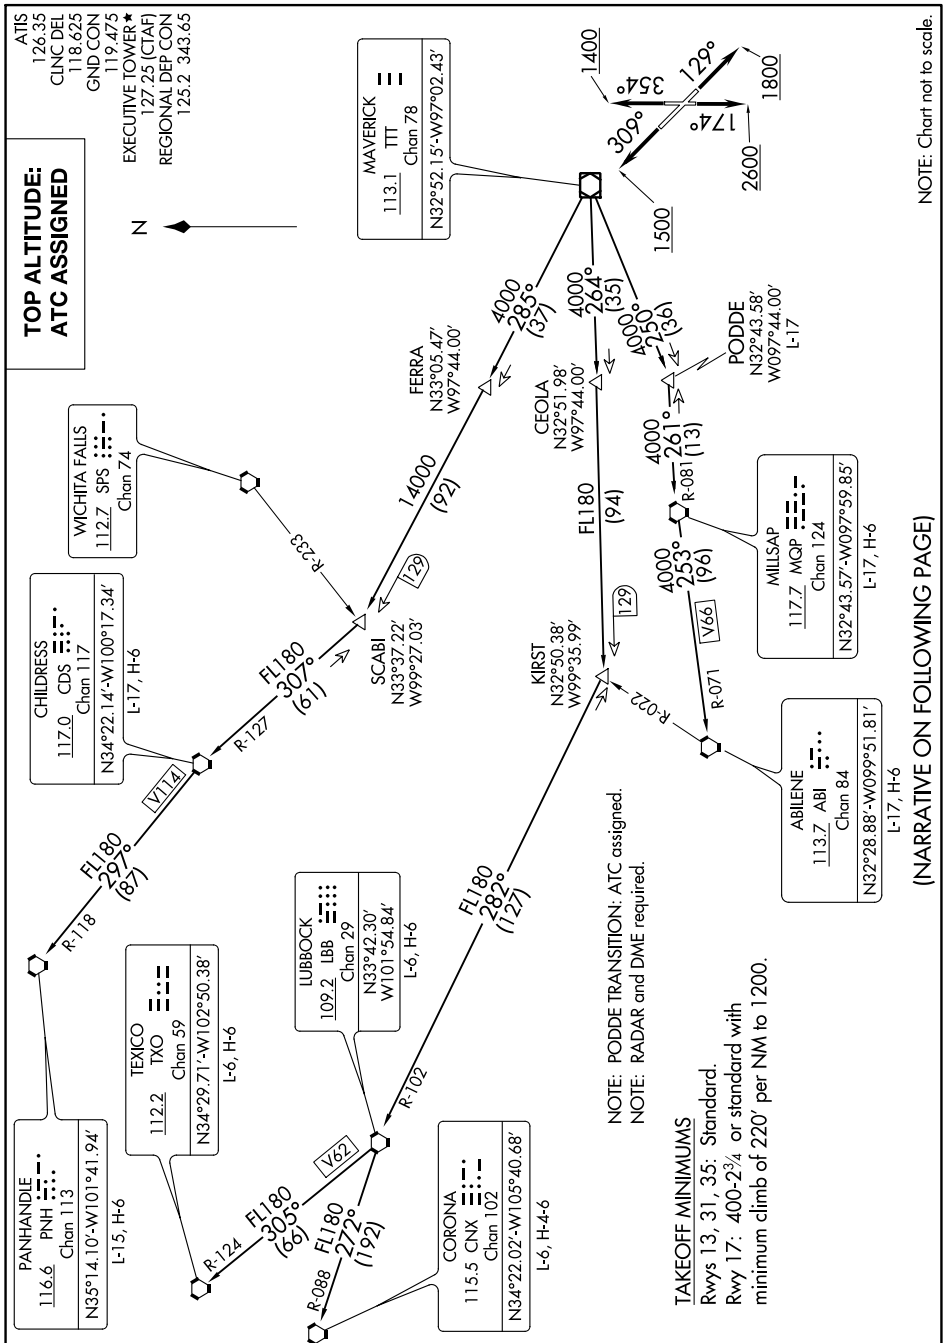 ATIS
126.35
CLNC DEL
118.625
GND CON
119.475
EXECUTIVE TOWER★
127.25 (CTAF)
REGIONAL DEP CON
125.2 343.65
TOP ALTITUDE:
ATC ASSIGNED
N
MAVERICK
113.1 TTT
Chan 78
N32°52.15′-W97°02.43′
1400
354°
129°
1800
309°
174°
2600
1500
NOTE: Chart not to scale.
4000
285°
(37)
4000
264°
(35)
4000
250°
(36)
FERRA
N33°05.47′
W97°44.00′
CEOLA
N32°51.98′
W97°44.00′
PODDE
N32°43.58′
W097°44.00′
L-17
WICHITA FALLS
112.7 SPS
Chan 74
R-233
14000
(92)
129
SCABI
N33°37.22′
W99°27.03′
FL180
(94)
129
KIRST
N32°50.38′
W99°35.99′
4000
261°
(13)
R-081
MILLSAP
117.7 MQP
Chan 124
N32°43.57′-W097°59.85′
L-17, H-6
4000
253°
(96)
V66
R-071
R-022
ABILENE
113.7 ABI
Chan 84
N32°28.88′-W099°51.81′
L-17, H-6
CHILDRESS
117.0 CDS
Chan 117
N34°22.14′-W100°17.34′
L-17, H-6
FL180
307°
(61)
R-127
V114
FL180
297°
(87)
R-118
PANHANDLE
116.6 PNH
Chan 113
N35°14.10′-W101°41.94′
L-15, H-6
TEXICO
112.2 TXO
Chan 59
N34°29.71′-W102°50.38′
L-6, H-6
LUBBOCK
109.2 LBB
Chan 29
N33°42.30′
W101°54.84′
L-6, H-6
FL180
282°
(127)
R-102
V62
FL180
305°
(66)
R-124
FL180
272°
(192)
R-088
CORONA
115.5 CNX
Chan 102
N34°22.02′-W105°40.68′
L-6, H-4-6
NOTE: PODDE TRANSITION: ATC assigned.
NOTE: RADAR and DME required.
TAKEOFF MINIMUMS
Rwys 13, 31, 35: Standard.
Rwy 17: 400-2¾ or standard with
minimum climb of 220′ per NM to 1200.
(NARRATIVE ON FOLLOWING PAGE)